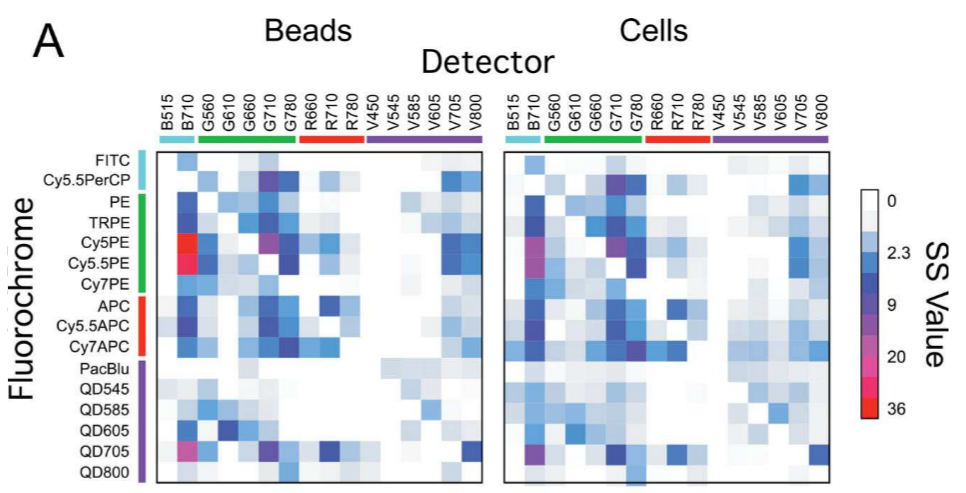 A
Beads
Cells
Detector
B515 B710 G560 G610 G660 G710 G780 R660 R710 R780 V450 V545 V585 V605 V705 V800
B515 B710 G560 G610 G660 G710 G780 R660 R710 R780 V450 V545 V585 V605 V705 V800
Fluorochrome
FITC
Cy5.5PerCP
PE
TRPE
Cy5PE
Cy5.5PE
Cy7PE
APC
Cy5.5APC
Cy7APC
PacBlu
QD545
QD585
QD605
QD705
QD800
0
2.3
9
20
36
SS Value